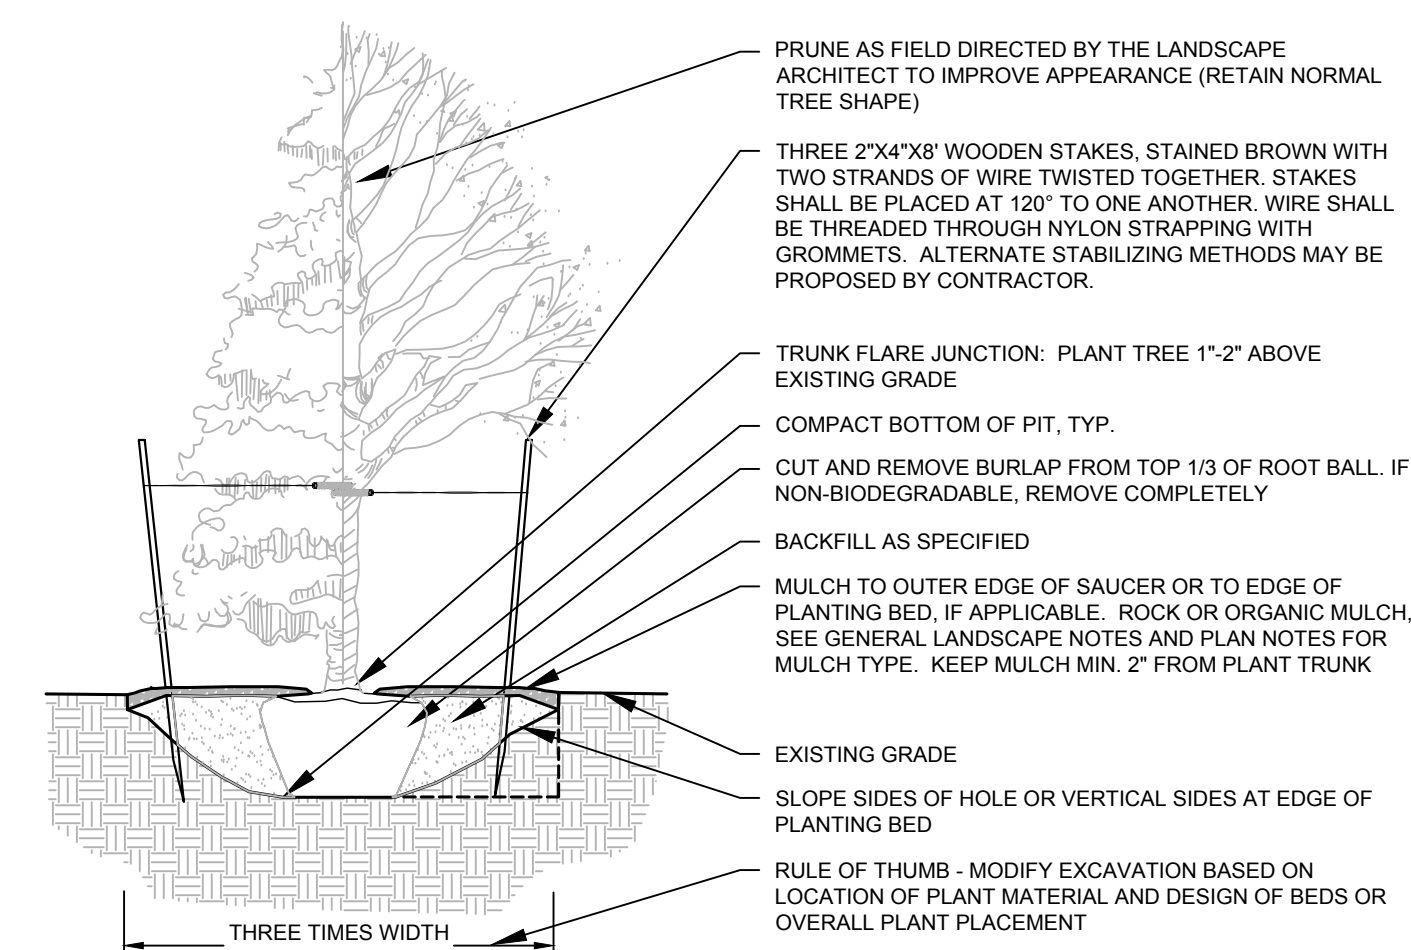 PRUNE AS FIELD DIRECTED BY THE LANDSCAPE
ARCHITECT TO IMPROVE APPEARANCE (RETAIN NORMAL
TREE SHAPE)
THREE 2"X4"X8' WOODEN STAKES, STAINED BROWN WITH
TWO STRANDS OF WIRE TWISTED TOGETHER. STAKES
SHALL BE PLACED AT 120° TO ONE ANOTHER. WIRE SHALL
BE THREADED THROUGH NYLON STRAPPING WITH
GROMMETS.  ALTERNATE STABILIZING METHODS MAY BE
PROPOSED BY CONTRACTOR.
TRUNK FLARE JUNCTION:  PLANT TREE 1"-2" ABOVE
EXISTING GRADE
COMPACT BOTTOM OF PIT, TYP.
CUT AND REMOVE BURLAP FROM TOP 1/3 OF ROOT BALL. IF
NON-BIODEGRADABLE, REMOVE COMPLETELY
BACKFILL AS SPECIFIED
MULCH TO OUTER EDGE OF SAUCER OR TO EDGE OF
PLANTING BED, IF APPLICABLE.  ROCK OR ORGANIC MULCH,
SEE GENERAL LANDSCAPE NOTES AND PLAN NOTES FOR
MULCH TYPE.  KEEP MULCH MIN. 2" FROM PLANT TRUNK
EXISTING GRADE
SLOPE SIDES OF HOLE OR VERTICAL SIDES AT EDGE OF
PLANTING BED
RULE OF THUMB - MODIFY EXCAVATION BASED ON
LOCATION OF PLANT MATERIAL AND DESIGN OF BEDS OR
OVERALL PLANT PLACEMENT
THREE TIMES WIDTH